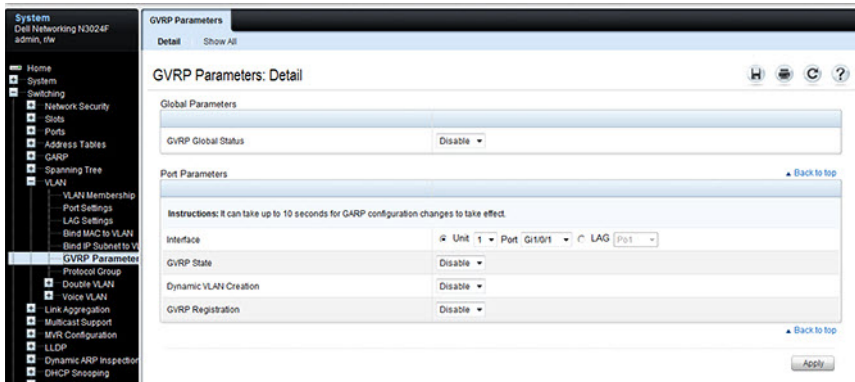 System
Dell Networking N3024F
admin, r/w
Home
System
Switching
Network Security
Slots
Ports
Address Tables
GARP
Spanning Tree
VLAN
VLAN Membership
Port Settings
LAG Settings
Bind MAC to VLAN
Bind IP Subnet to VL
GVRP Parameter
Protocol Group
Double VLAN
Voice VLAN
Link Aggregation
Multicast Support
MVR Configuration
LLDP
Dynamic ARP Inspection
DHCP Snooping
GVRP Parameters
Detail Show All
GVRP Parameters: Detail
Global Parameters
GVRP Global Status Disable
Port Parameters Back to top
Instructions: It can take up to 10 seconds for GARP configuration changes to take effect.
Interface Unit 1 Port Gi1/0/1 LAG Po1
GVRP State Disable
Dynamic VLAN Creation Disable
GVRP Registration Disable
Back to top
Apply